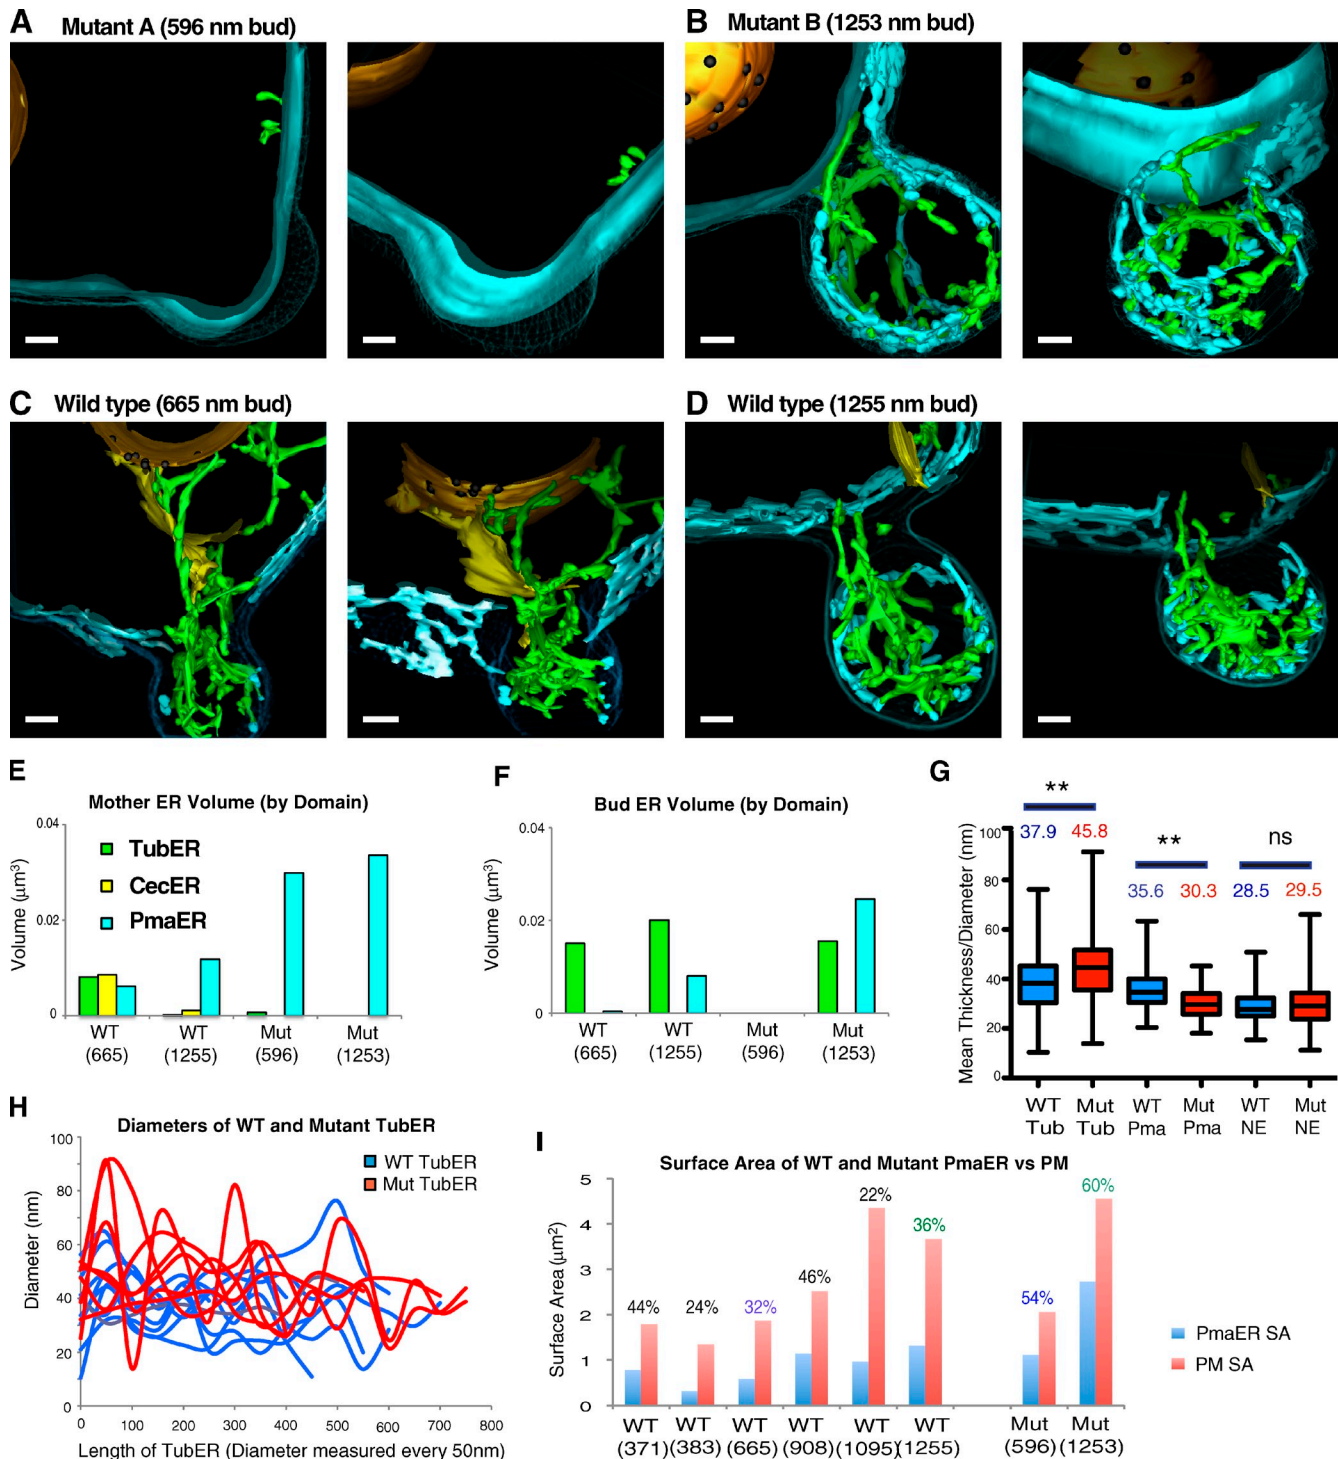 A Mutant A (596 nm bud)
B Mutant B (1253 nm bud)
C Wild type (665 nm bud)
D Wild type (1255 nm bud)
E
Mother ER Volume (by Domain)
Volume (μm³)
0.04
0.02
0
TubER
CecER
PmaER
WT WT Mut Mut
(665) (1255) (596) (1253)
F
Bud ER Volume (by Domain)
Volume (μm³)
0.04
0.02
0
WT WT Mut Mut
(665) (1255) (596) (1253)
G
Mean Thickness/Diameter (nm)
100
80
60
40
20
0
** ** ns
37.9 45.8
35.6 30.3 28.5 29.5
WT Mut WT Mut WT Mut
Tub Tub Pma Pma NE NE
H
Diameters of WT and Mutant TubER
Diameter (nm)
100
80
60
40
20
0
WT TubER
Mut TubER
0 100 200 300 400 500 600 700 800
Length of TubER (Diameter measured every 50nm)
I
Surface Area of WT and Mutant PmaER vs PM
Surface Area (μm²)
5
4
3
2
1
0
44% 24% 32% 46% 22% 36% 54% 60%
WT WT WT WT WT WT Mut Mut
(371) (383) (665) (908) (1095) (1255) (596) (1253)
PmaER SA
PM SA